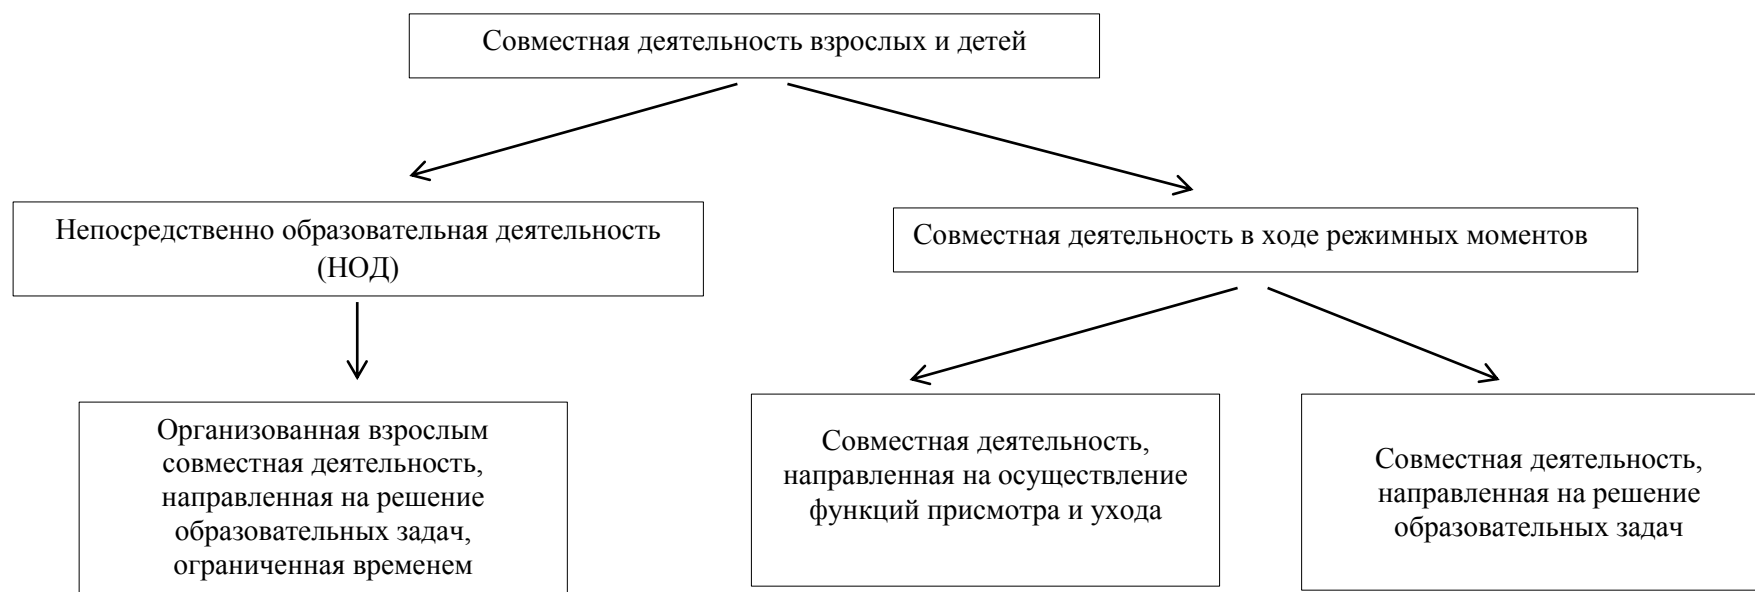 Совместная деятельность взрослых и детей
Непосредственно образовательная деятельность
(НОД)
Совместная деятельность в ходе режимных моментов
Организованная взрослым
совместная деятельность,
направленная на решение
образовательных задач,
ограниченная временем
Совместная деятельность,
направленная на осуществление
функций присмотра и ухода
Совместная деятельность,
направленная на решение
образовательных задач